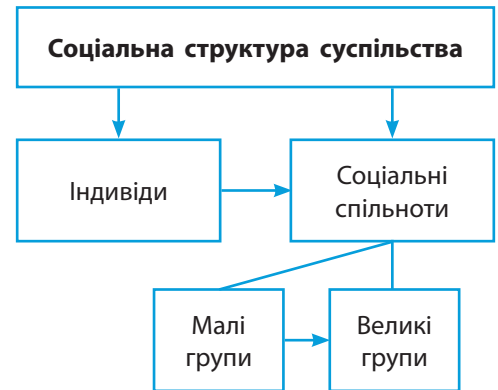 Соціальна структура суспільства
Індивіди
Соціальні
спільноти
Малі
групи
Великі
групи